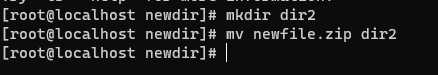 [root@localhost newdir]# mkdir dir2
[root@localhost newdir]# mv newfile.zip dir2
[root@localhost newdir]#